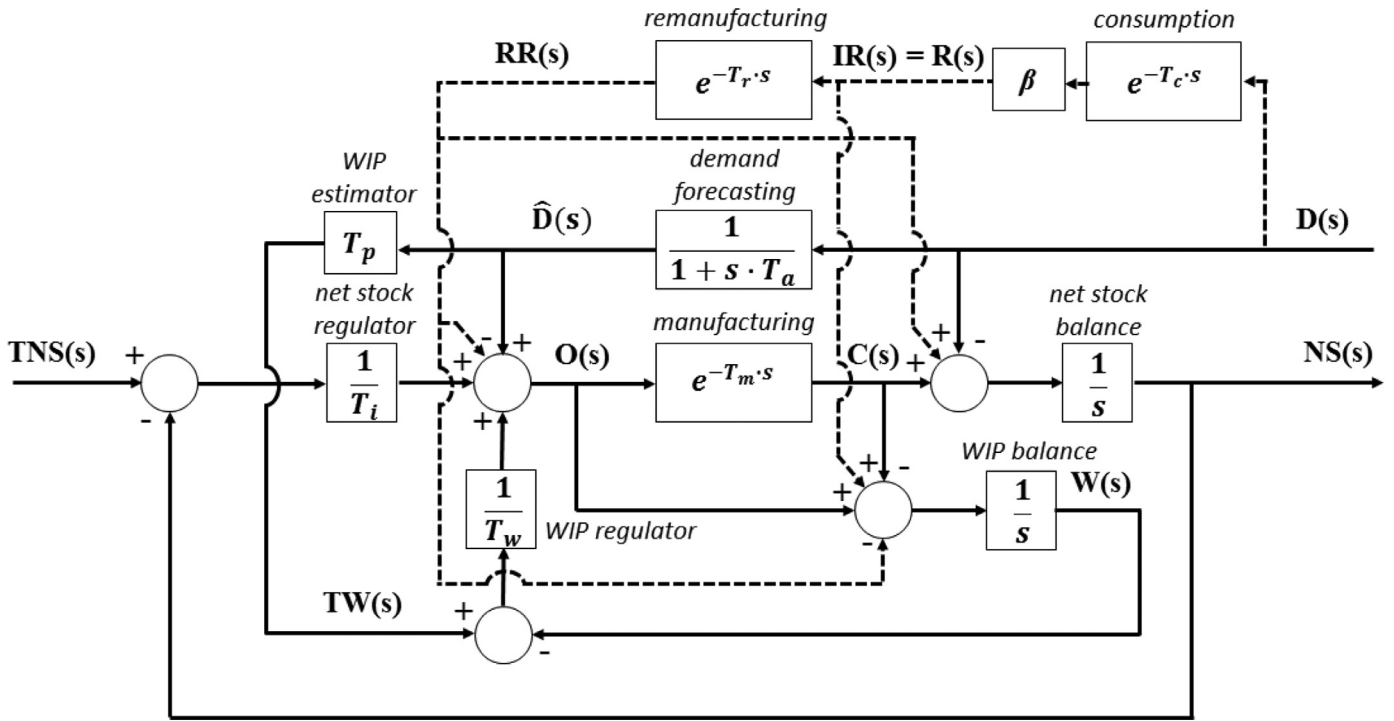 remanufacturing
consumption
RR(s)
IR(s) = R(s)
e^{-T_r·s}
β
e^{-T_c·s}
WIP
estimator
demand
forecasting
D̂(s)
D(s)
T_p
1
1 + s · T_a
net stock
regulator
manufacturing
net stock
balance
-
+
+
-
TNS(s)
+
1
T_i
+
O(s)
e^{-T_m·s}
C(s)
+
1
s
NS(s)
-
+
+
-
WIP balance
1
T_w
WIP regulator
+
1
s
W(s)
-
TW(s)
+
-